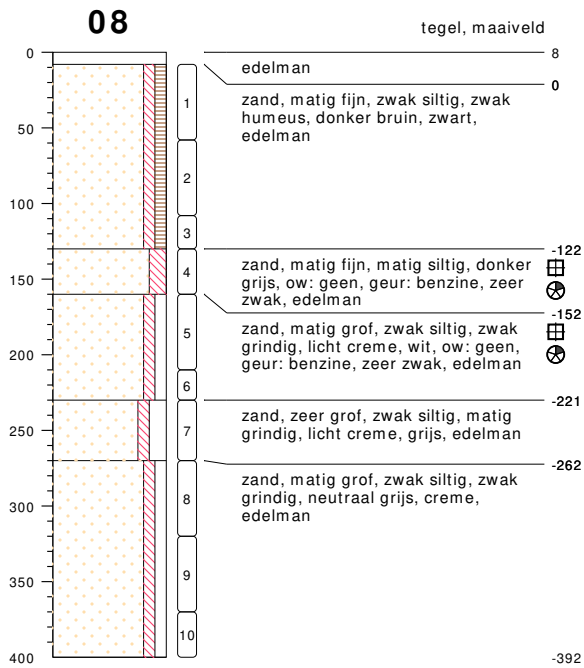 08
tegel, maaiveld
0
50
100
150
200
250
300
350
400
1
2
3
4
5
6
7
8
9
10
8
edelman
0
zand, matig fijn, zwak siltig, zwak
humeus, donker bruin, zwart,
edelman
-122
zand, matig fijn, matig siltig, donker
grijs, ow: geen, geur: benzine, zeer
zwak, edelman
-152
zand, matig grof, zwak siltig, zwak
grindig, licht creme, wit, ow: geen,
geur: benzine, zeer zwak, edelman
-221
zand, zeer grof, zwak siltig, matig
grindig, licht creme, grijs, edelman
-262
zand, matig grof, zwak siltig, zwak
grindig, neutraal grijs, creme,
edelman
-392